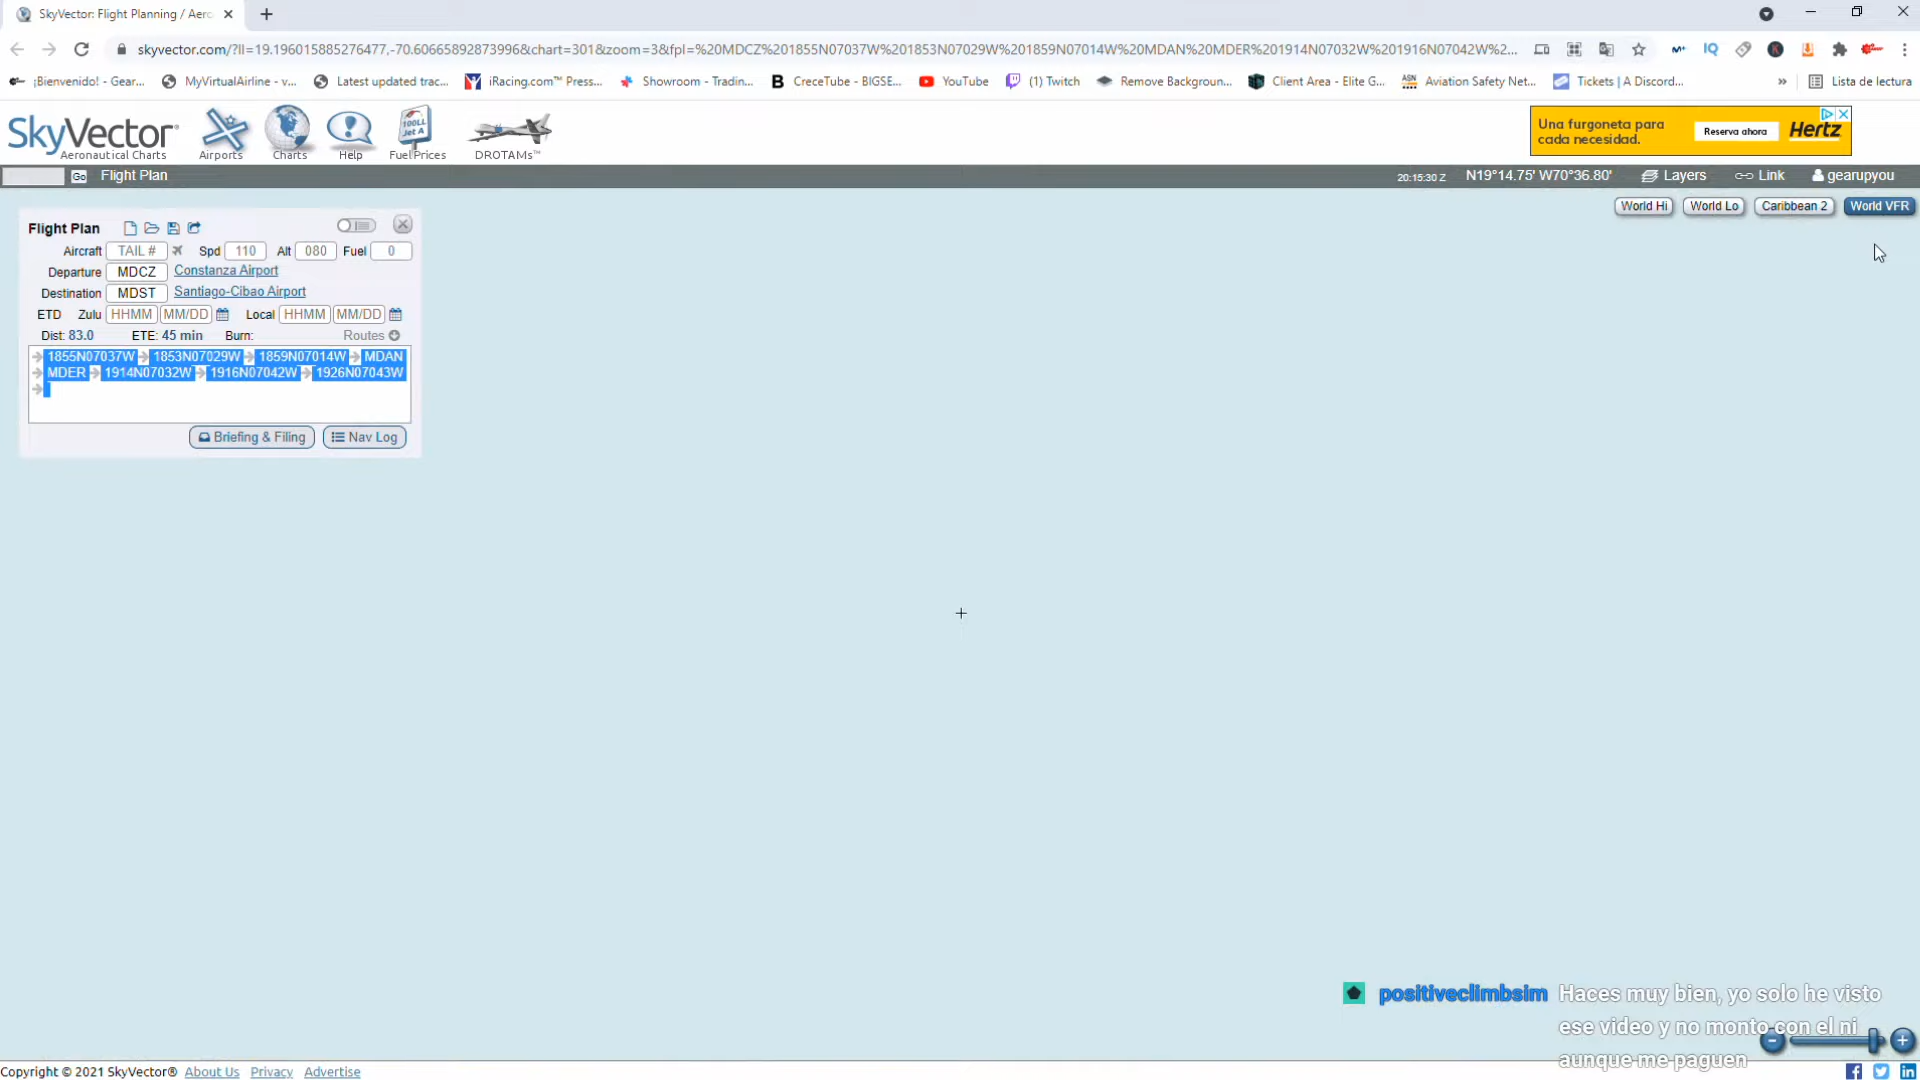 SkyVector: Flight Planning / Aero
skyvector.com/?ll=19.196015885276477,-70.60665892873996&chart=301&zoom=3&fpl=%20MDCZ%201855N07037W%201853N07029W%201859N07014W%20MDAN%20MDER%201914N07032W%201916N07042W%2...
¡Bienvenido! - Gear...
MyVirtualAirline - v...
Latest updated trac...
iRacing.com™ Press...
Showroom - Tradin...
CreceTube - BIGSE...
YouTube
(1) Twitch
Remove Backgroun...
Client Area - Elite G...
Aviation Safety Net...
Tickets | A Discord...
»
Lista de lectura
SkyVector
Aeronautical Charts
Airports
Charts
Help
100LL
Jet A
Fuel Prices
DROTAMs™
Una furgoneta para
cada necesidad.
Reserva ahora
Hertz
Go
Flight Plan
20:15:30 Z
N19°14.75' W70°36.80'
Layers
Link
gearupyou
World Hi
World Lo
Caribbean 2
World VFR
Flight Plan
Aircraft TAIL # Spd 110 Alt 080 Fuel 0
Departure MDCZ Constanza Airport
Destination MDST Santiago-Cibao Airport
ETD Zulu HHMM MM/DD Local HHMM MM/DD
Dist: 83.0 ETE: 45 min Burn: Routes
1855N07037W 1853N07029W 1859N07014W MDAN
MDER 1914N07032W 1916N07042W 1926N07043W
Briefing & Filing
Nav Log
positiveclimbsim Haces muy bien, yo solo he visto
ese video y no monto con el ni
aunque me paguen
Copyright © 2021 SkyVector® About Us Privacy Advertise